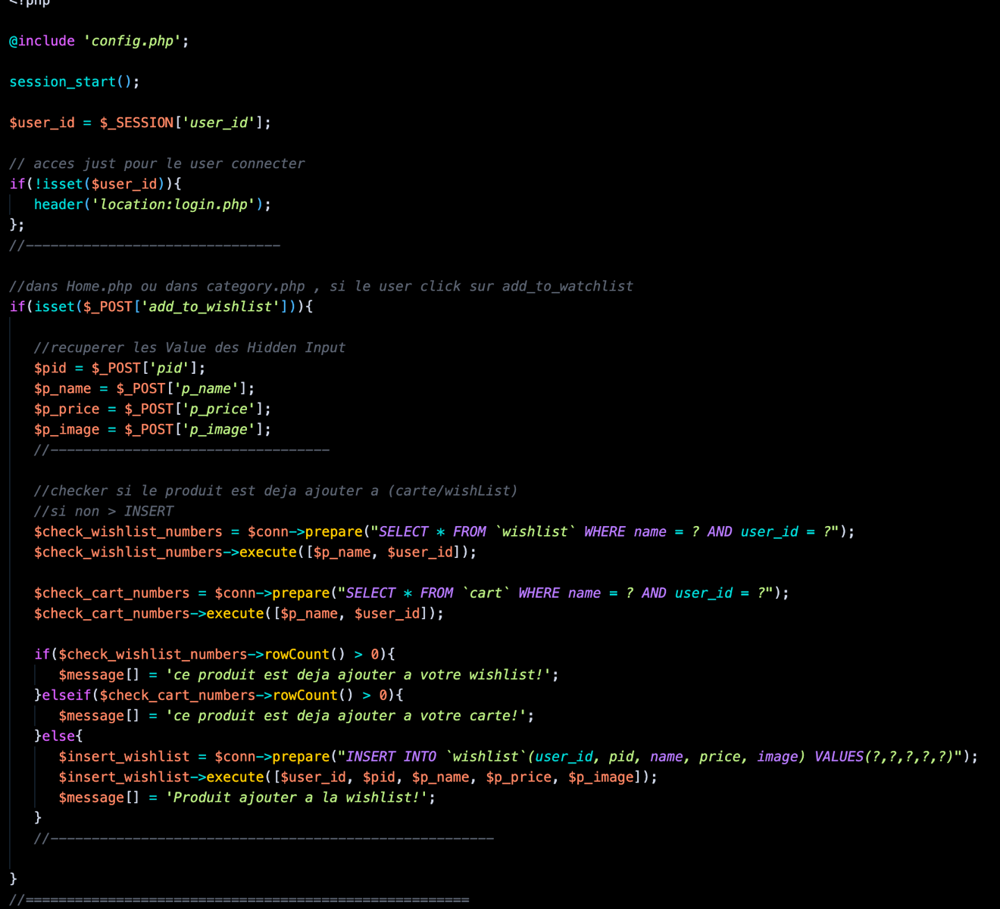 <?php
@include 'config.php';
session_start();
$user_id = $_SESSION['user_id'];
// acces just pour le user connecter
if(!isset($user_id)){
header('location:login.php');
};
//-------------------------------
//dans Home.php ou dans category.php , si le user click sur add_to_watchlist
if(isset($_POST['add_to_wishlist'])){
//recuperer les Value des Hidden Input
$pid = $_POST['pid'];
$p_name = $_POST['p_name'];
$p_price = $_POST['p_price'];
$p_image = $_POST['p_image'];
//----------------------------------
//checker si le produit est deja ajouter a (carte/wishList)
//si non > INSERT
$check_wishlist_numbers = $conn->prepare("SELECT * FROM `wishlist` WHERE name = ? AND user_id = ?");
$check_wishlist_numbers->execute([$p_name, $user_id]);
$check_cart_numbers = $conn->prepare("SELECT * FROM `cart` WHERE name = ? AND user_id = ?");
$check_cart_numbers->execute([$p_name, $user_id]);
if($check_wishlist_numbers->rowCount() > 0){
$message[] = 'ce produit est deja ajouter a votre wishlist!';
}elseif($check_cart_numbers->rowCount() > 0){
$message[] = 'ce produit est deja ajouter a votre carte!';
}else{
$insert_wishlist = $conn->prepare("INSERT INTO `wishlist`(user_id, pid, name, price, image) VALUES(?,?,?,?,?)");
$insert_wishlist->execute([$user_id, $pid, $p_name, $p_price, $p_image]);
$message[] = 'Produit ajouter a la wishlist!';
}
//------------------------------------------------------
}
//======================================================